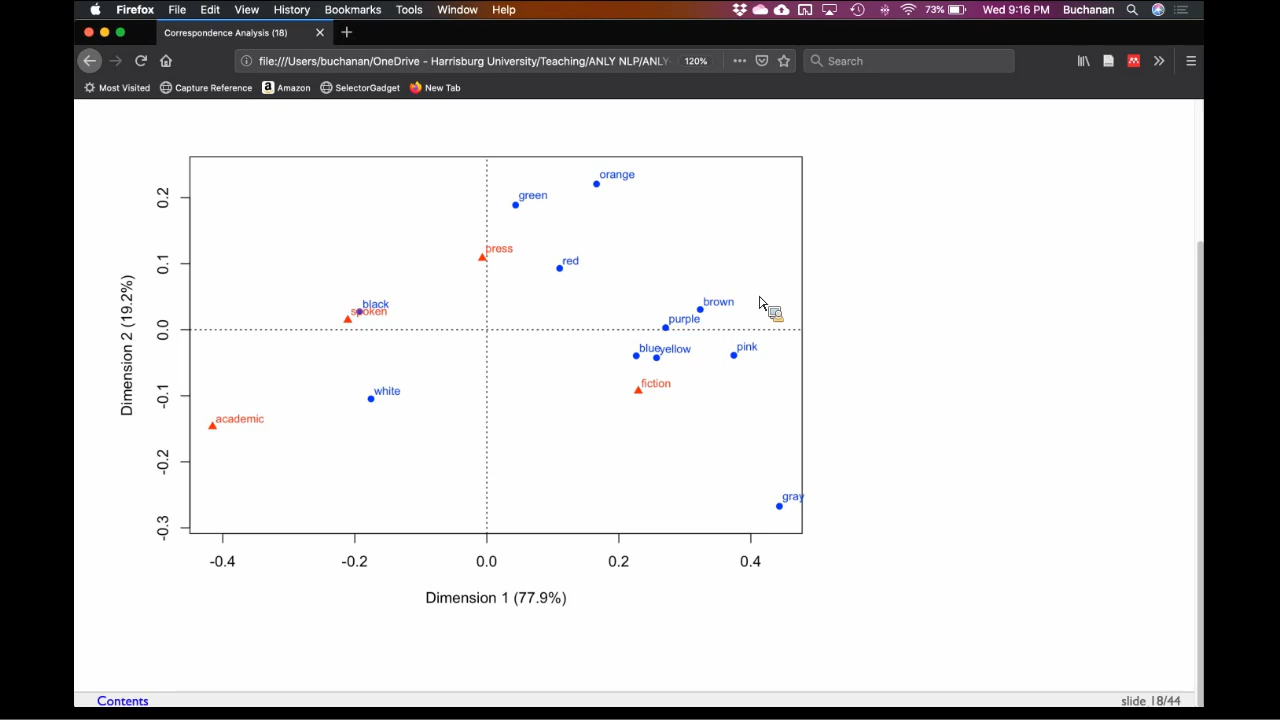 Firefox File Edit View History Bookmarks Tools Window Help 73% Wed 9:16 PM Buchanan
Correspondence Analysis (18)
file:///Users/buchanan/OneDrive - Harrisburg University/Teaching/ANLY NLP/ANLY- 120% Search
Most Visited Capture Reference Amazon SelectorGadget New Tab
orange
green
0.2
press
red
0.1
black
spoken
brown
purple
0.0
blue
yellow
pink
fiction
white
-0.1
academic
-0.2
gray
-0.3
-0.4 -0.2 0.0 0.2 0.4
Dimension 2 (19.2%)
Dimension 1 (77.9%)
Contents
slide 18/44